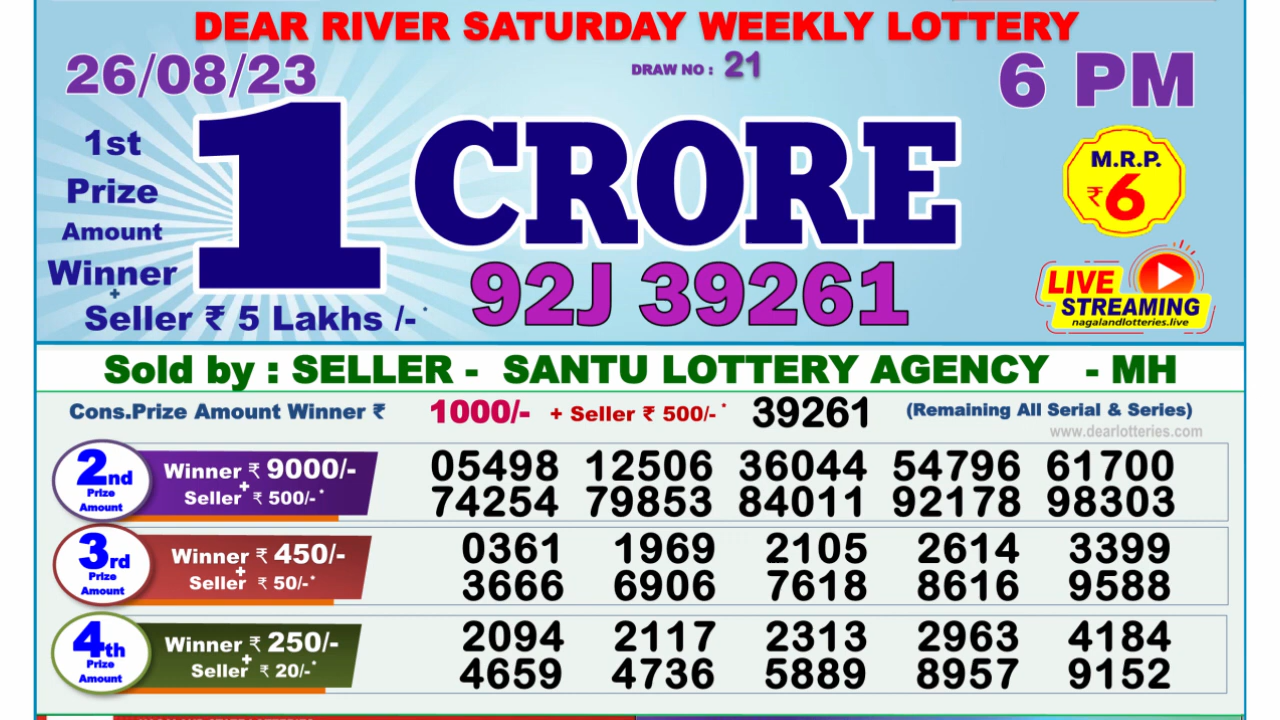 DEAR RIVER SATURDAY WEEKLY LOTTERY
26/08/23
DRAW NO : 21
6 PM
1st
Prize
Amount
Winner
+
Seller ₹ 5 Lakhs /-*
1 CRORE
92J 39261
M.R.P.
₹6
LIVE
STREAMING
nagalandlotteries.live
Sold by : SELLER - SANTU LOTTERY AGENCY - MH
Cons.Prize Amount Winner ₹ 1000/- + Seller ₹ 500/-* 39261 (Remaining All Serial & Series)
www.dearlotteries.com
2nd
Prize
Amount
Winner ₹ 9000/-
+
Seller ₹ 500/-*
05498 12506 36044 54796 61700
74254 79853 84011 92178 98303
3rd
Prize
Amount
Winner ₹ 450/-
+
Seller ₹ 50/-*
0361 1969 2105 2614 3399
3666 6906 7618 8616 9588
4th
Prize
Amount
Winner ₹ 250/-
+
Seller ₹ 20/-*
2094 2117 2313 2963 4184
4659 4736 5889 8957 9152